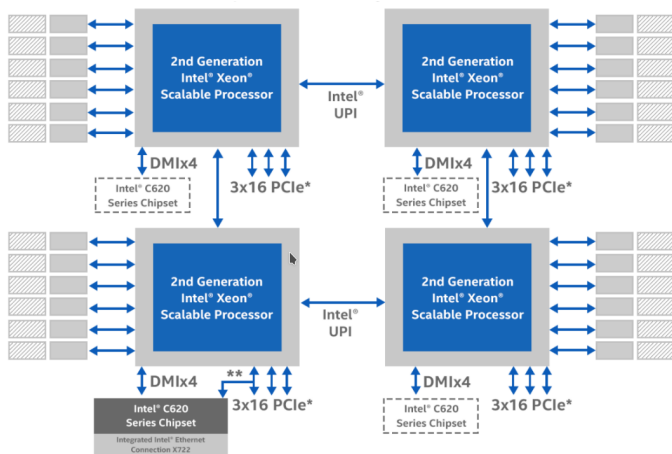 2nd Generation
Intel® Xeon®
Scalable Processor
Intel®
UPI
2nd Generation
Intel® Xeon®
Scalable Processor
DMIx4
3x16 PCIe*
Intel® C620
Series Chipset
DMIx4
3x16 PCIe*
Intel® C620
Series Chipset
2nd Generation
Intel® Xeon®
Scalable Processor
Intel®
UPI
2nd Generation
Intel® Xeon®
Scalable Processor
**
DMIx4
3x16 PCIe*
Intel® C620
Series Chipset
Integrated Intel® Ethernet
Connection X722
DMIx4
3x16 PCIe*
Intel® C620
Series Chipset